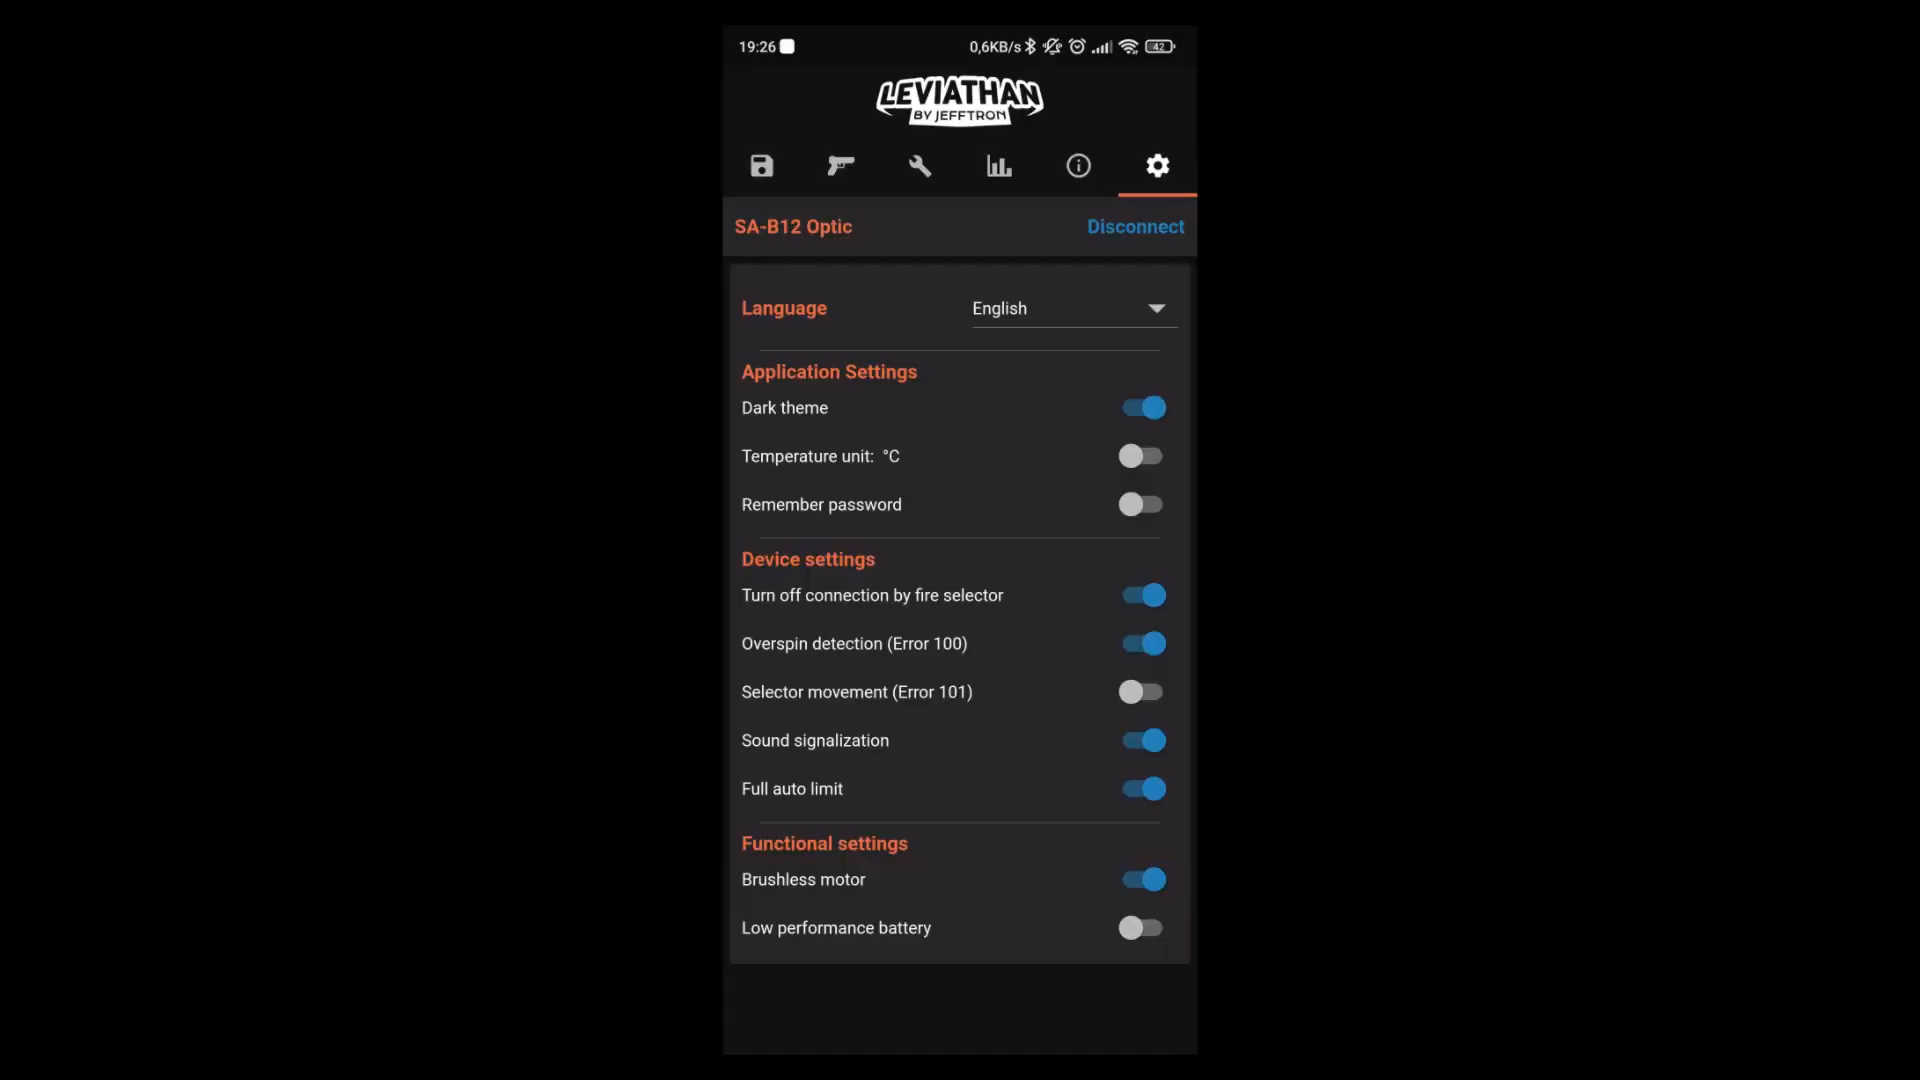 19:26
0,6KB/s
42
LEVIATHAN
BY JEFFTRON
SA-B12 Optic
Disconnect
Language
English
Application Settings
Dark theme
Temperature unit: °C
Remember password
Device settings
Turn off connection by fire selector
Overspin detection (Error 100)
Selector movement (Error 101)
Sound signalization
Full auto limit
Functional settings
Brushless motor
Low performance battery